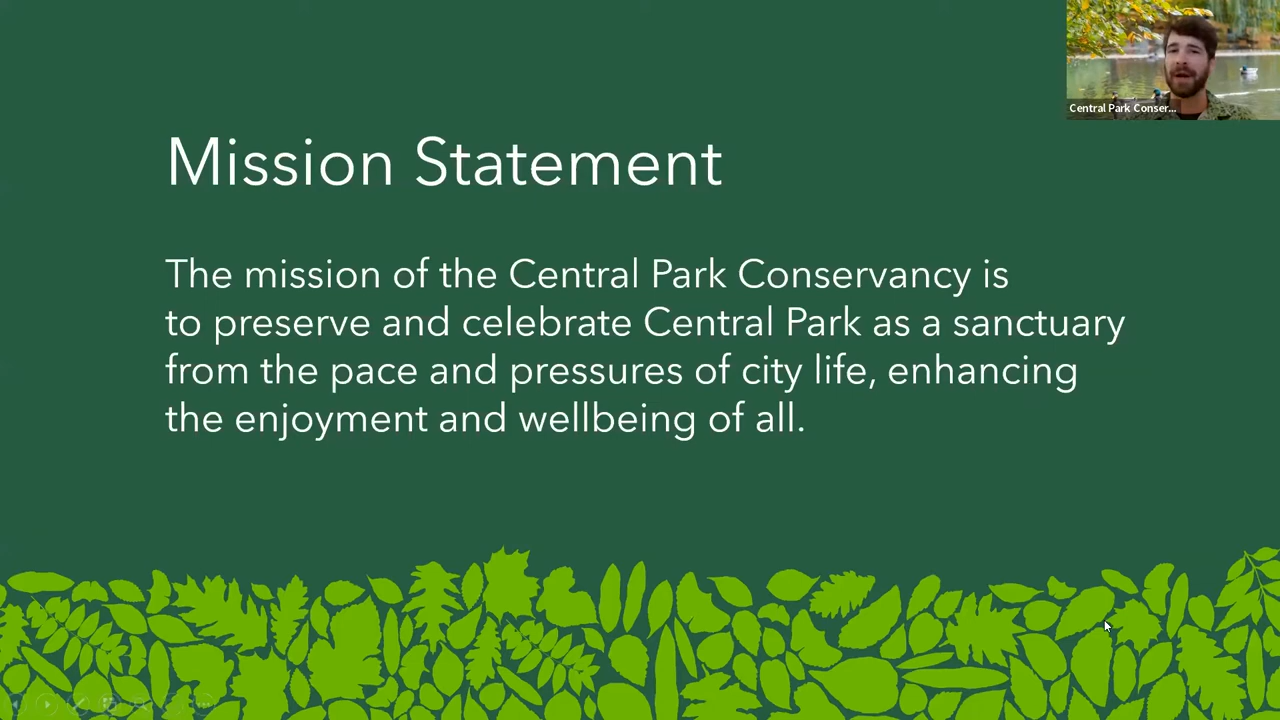 Central Park Conser...
Mission Statement
The mission of the Central Park Conservancy is
to preserve and celebrate Central Park as a sanctuary
from the pace and pressures of city life, enhancing
the enjoyment and wellbeing of all.